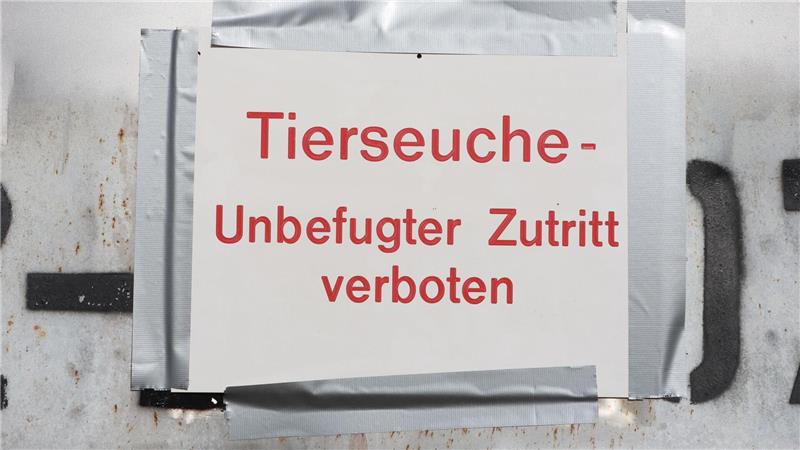 Tierseuche -
Unbefugter Zutritt
verboten